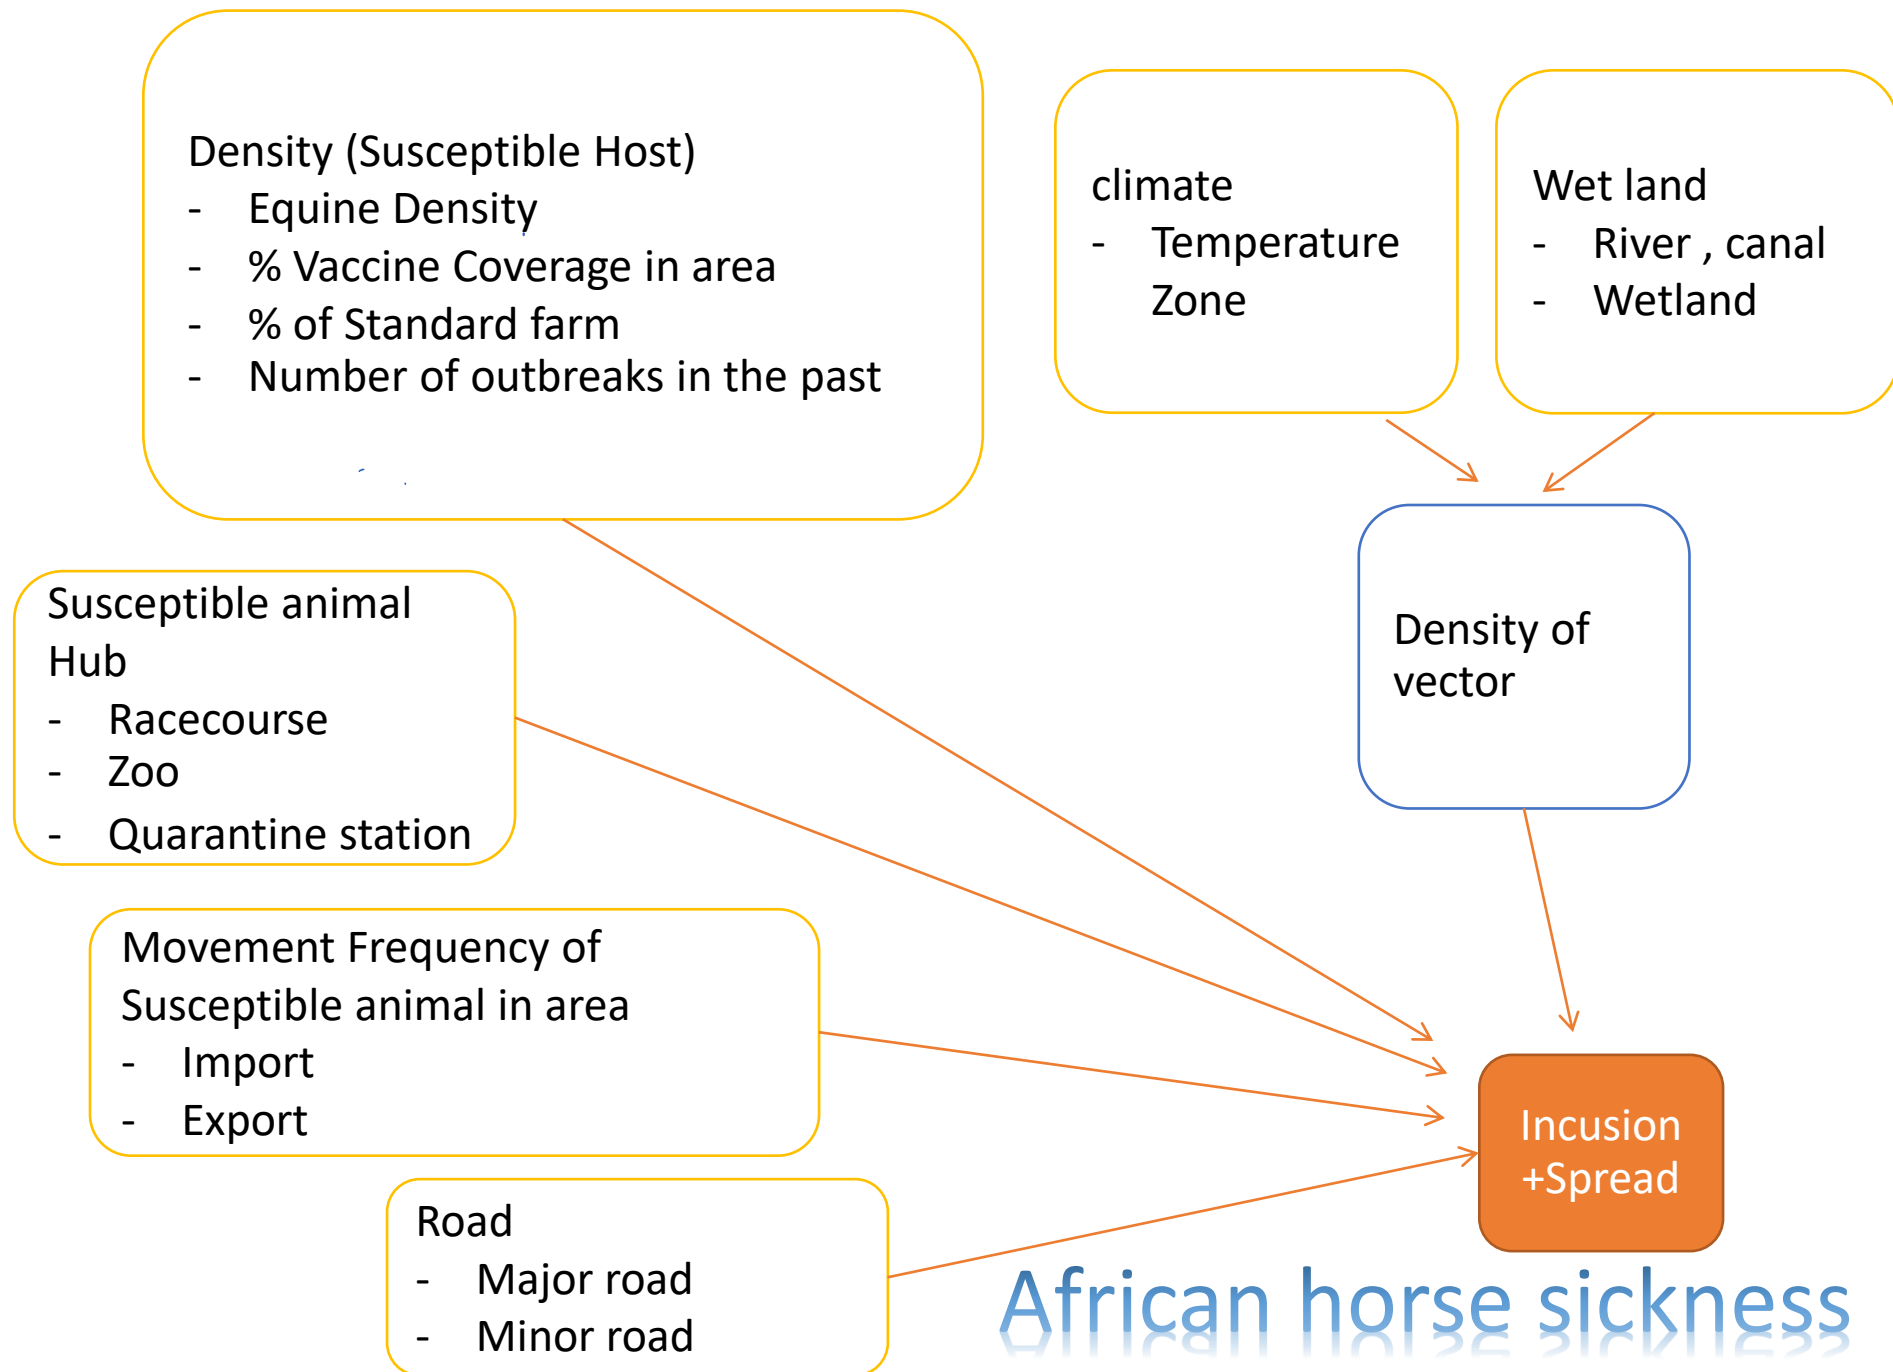 Density (Susceptible Host)
- Equine Density
- % Vaccine Coverage in area
- % of Standard farm
- Number of outbreaks in the past
climate
- Temperature
Zone
Wet land
- River , canal
- Wetland
Density of
vector
Susceptible animal
Hub
- Racecourse
- Zoo
- Quarantine station
Movement Frequency of
Susceptible animal in area
- Import
- Export
Incusion
+Spread
Road
- Major road
- Minor road
African horse sickness